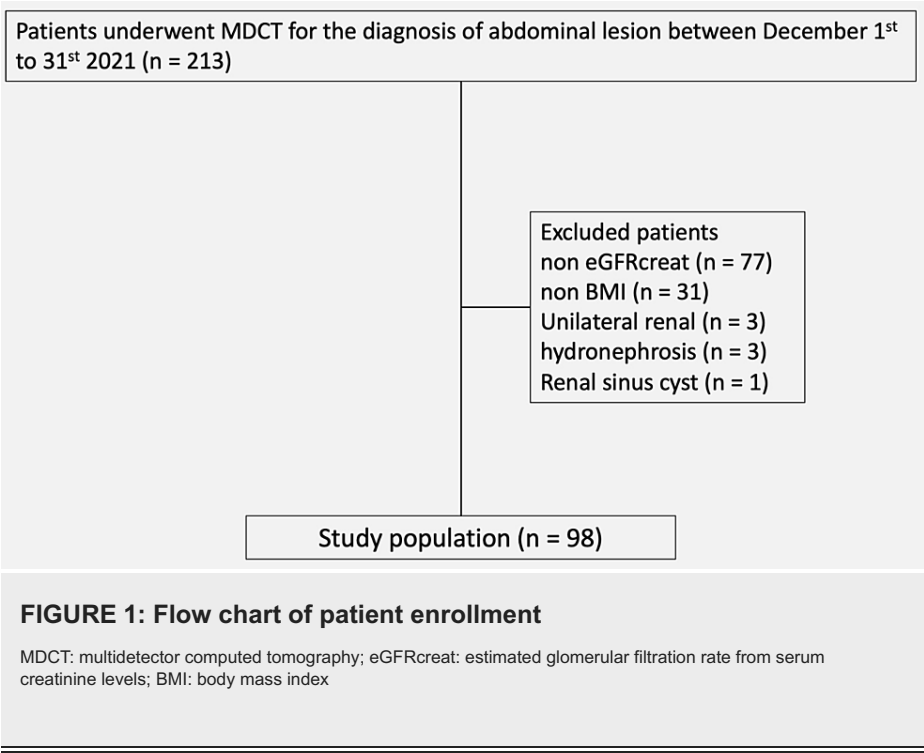 Patients underwent MDCT for the diagnosis of abdominal lesion between December 1st
to 31st 2021 (n = 213)
Excluded patients
non eGFRcreat (n = 77)
non BMI (n = 31)
Unilateral renal (n = 3)
hydronephrosis (n = 3)
Renal sinus cyst (n = 1)
Study population (n = 98)
FIGURE 1: Flow chart of patient enrollment
MDCT: multidetector computed tomography; eGFRcreat: estimated glomerular filtration rate from serum
creatinine levels; BMI: body mass index